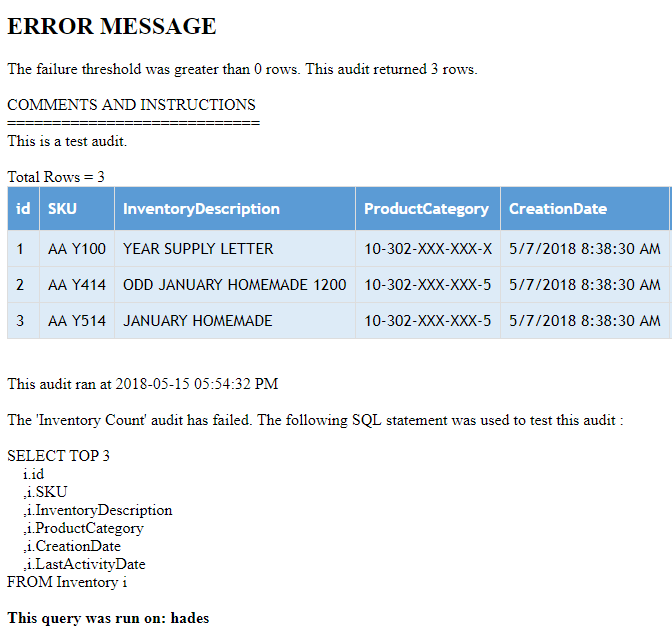 ERROR MESSAGE
The failure threshold was greater than 0 rows. This audit returned 3 rows.
COMMENTS AND INSTRUCTIONS
============================
This is a test audit.
Total Rows = 3
id SKU InventoryDescription ProductCategory CreationDate
1 AA Y100 YEAR SUPPLY LETTER 10-302-XXX-XXX-X 5/7/2018 8:38:30 AM
2 AA Y414 ODD JANUARY HOMEMADE 1200 10-302-XXX-XXX-5 5/7/2018 8:38:30 AM
3 AA Y514 JANUARY HOMEMADE 10-302-XXX-XXX-5 5/7/2018 8:38:30 AM
This audit ran at 2018-05-15 05:54:32 PM
The 'Inventory Count' audit has failed. The following SQL statement was used to test this audit :
SELECT TOP 3
i.id
,i.SKU
,i.InventoryDescription
,i.ProductCategory
,i.CreationDate
,i.LastActivityDate
FROM Inventory i
This query was run on: hades